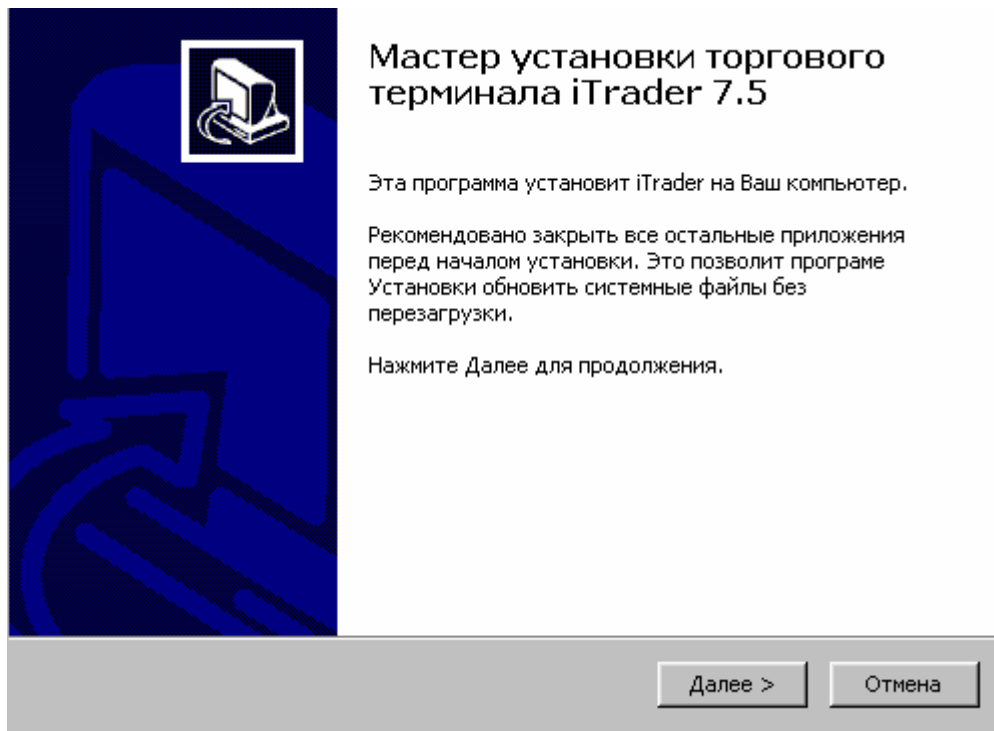 Мастер установки торгового
терминала iTrader 7.5
Эта программа установит iTrader на Ваш компьютер.
Рекомендовано закрыть все остальные приложения
перед началом установки. Это позволит програме
Установки обновить системные файлы без
перезагрузки.
Нажмите Далее для продолжения.
Далее >
Отмена